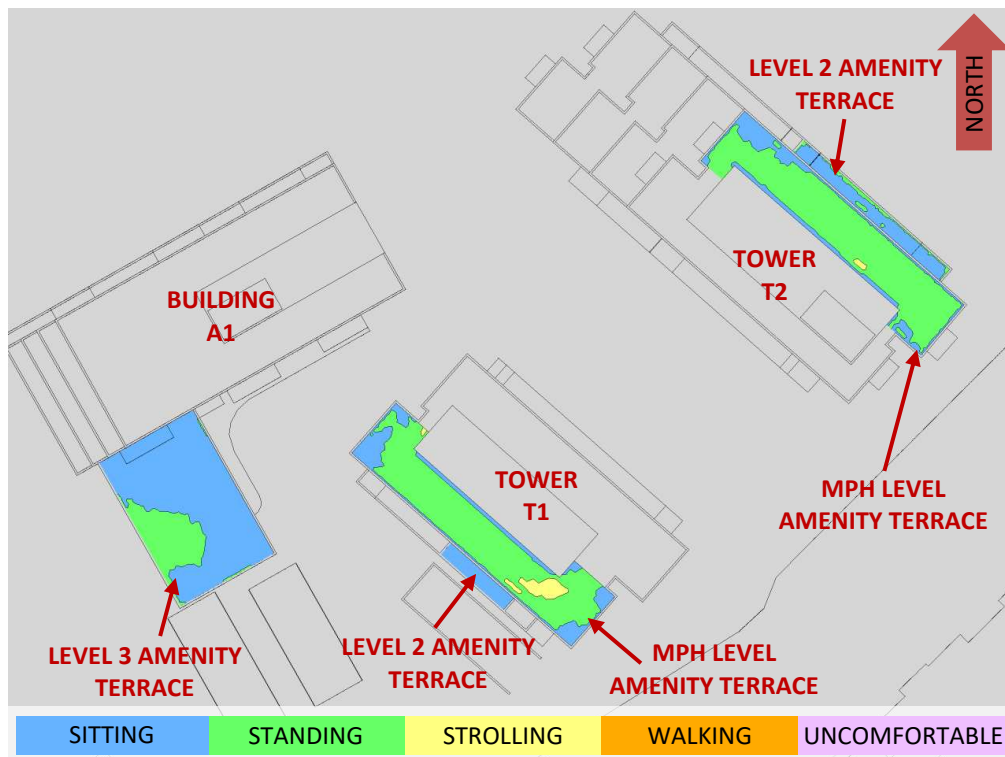 LEVEL 2 AMENITY
TERRACE
NORTH
BUILDING
A1
TOWER
T2
TOWER
T1
MPH LEVEL
AMENITY TERRACE
LEVEL 3 AMENITY
TERRACE
LEVEL 2 AMENITY
TERRACE
MPH LEVEL
AMENITY TERRACE
SITTING
STANDING
STROLLING
WALKING
UNCOMFORTABLE